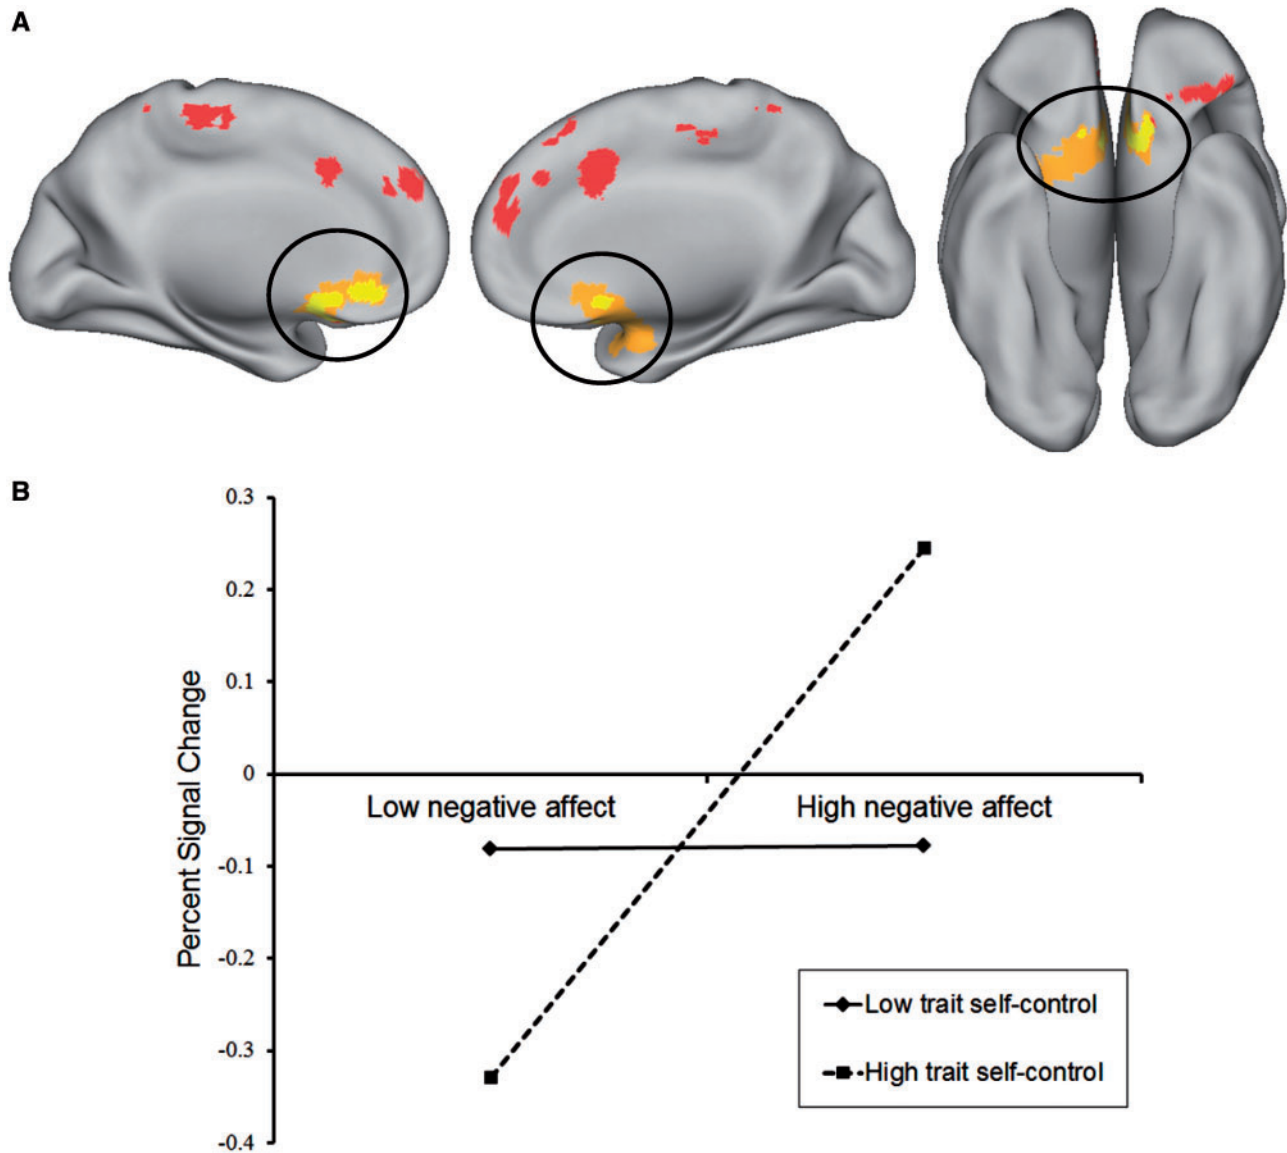 A
B
0.3
0.2
0.1
0
-0.1
-0.2
-0.3
-0.4
Percent Signal Change
Low negative affect
High negative affect
Low trait self-control
High trait self-control